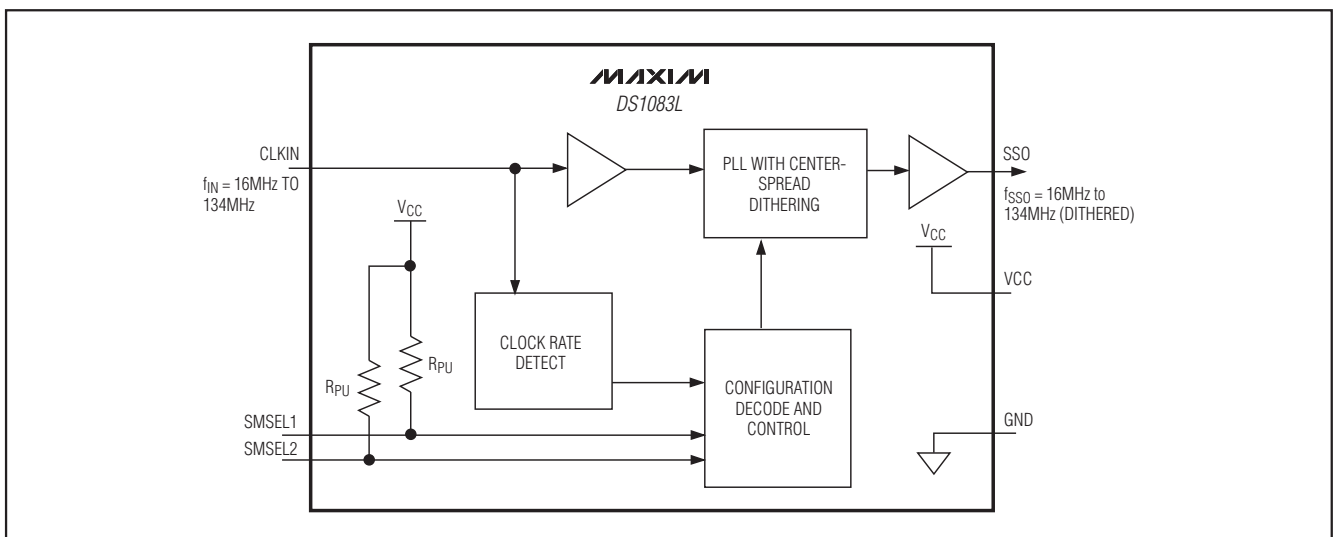 MAXIM
DS1083L
CLKIN
fIN = 16MHz TO
134MHz
VCC
PLL WITH CENTER-
SPREAD
DITHERING
SSO
fSSO = 16MHz to
134MHz (DITHERED)
VCC
VCC
CLOCK RATE
DETECT
RPU
RPU
CONFIGURATION
DECODE AND
CONTROL
SMSEL1
SMSEL2
GND